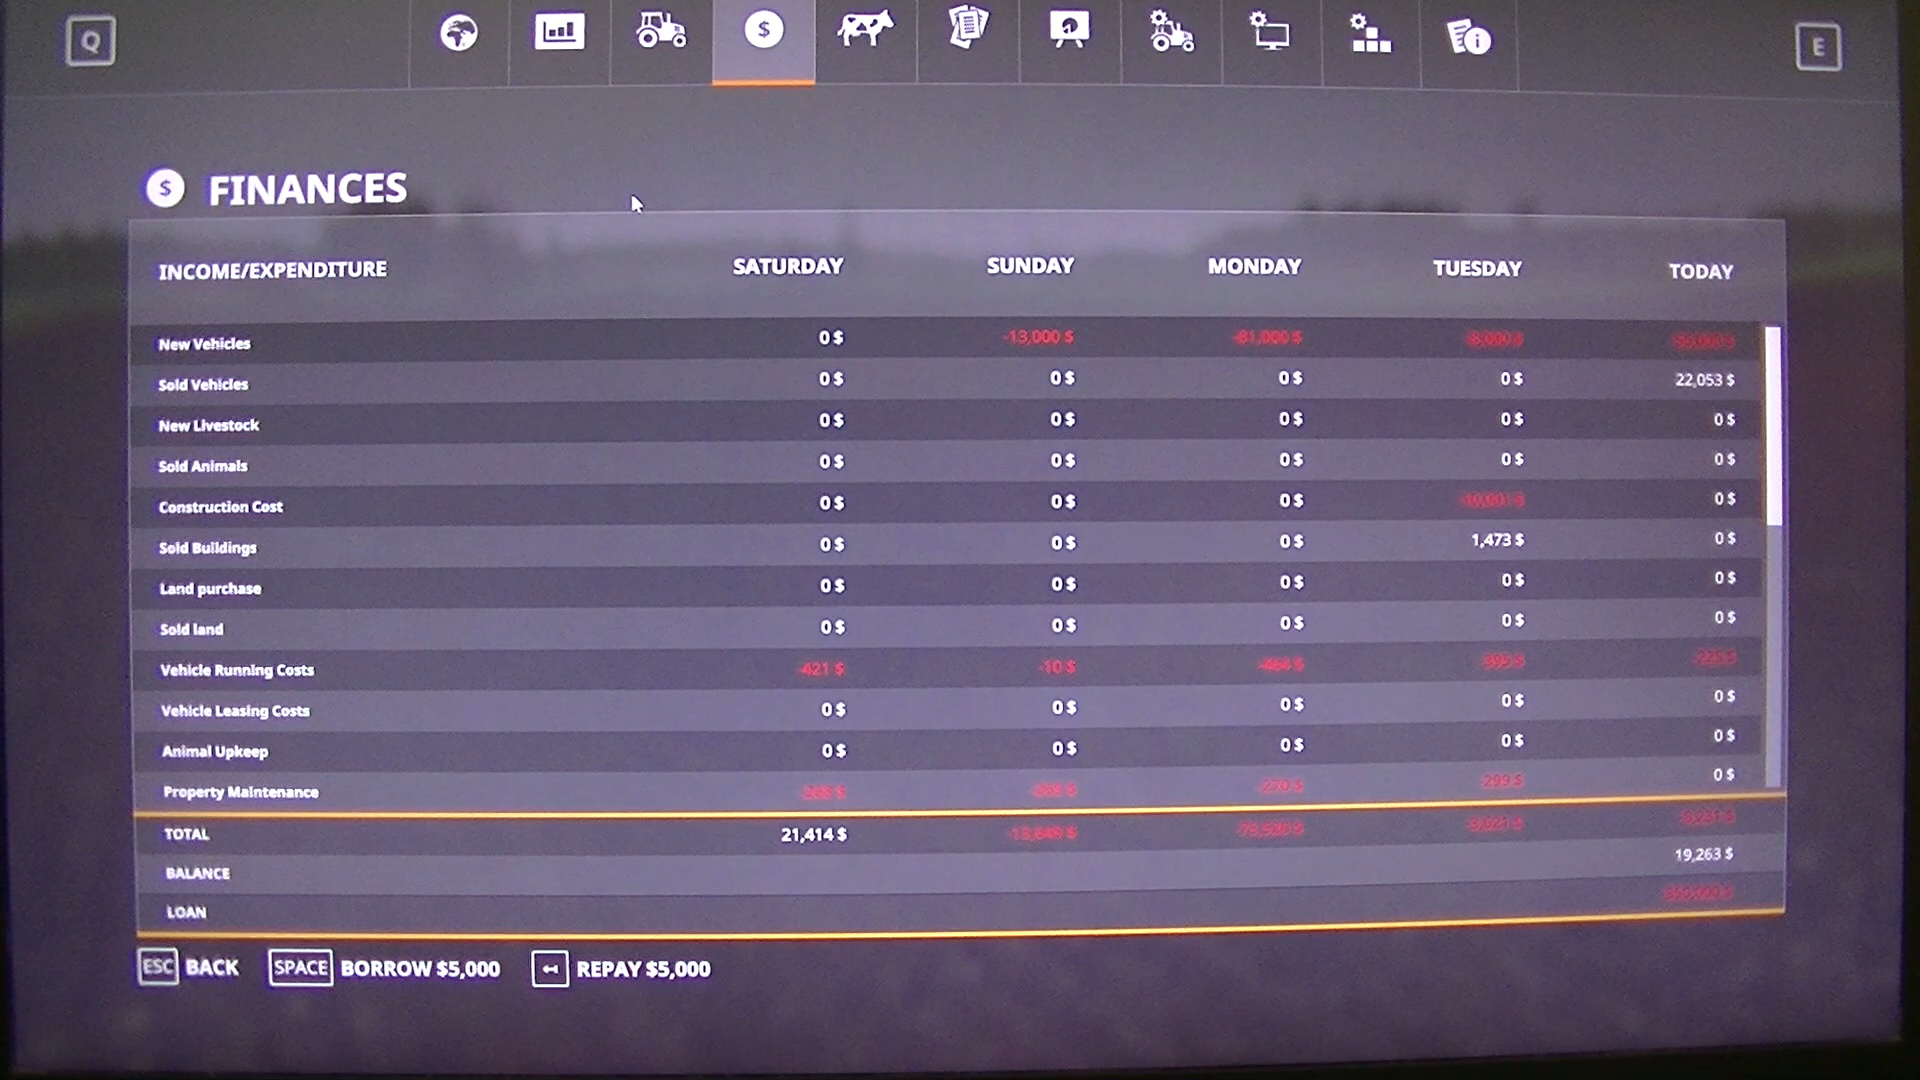 Q
E
$ FINANCES
INCOME/EXPENDITURE SATURDAY SUNDAY MONDAY TUESDAY TODAY
New Vehicles 0 $ -13,000 $ -81,000 $
Sold Vehicles 0 $ 0 $ 0 $ 0 $ 22,053 $
New Livestock 0 $ 0 $ 0 $ 0 $ 0 $
Sold Animals 0 $ 0 $ 0 $ 0 $ 0 $
Construction Cost 0 $ 0 $ 0 $ 0 $
Sold Buildings 0 $ 0 $ 0 $ 1,473 $ 0 $
Land purchase 0 $ 0 $ 0 $ 0 $ 0 $
Sold land 0 $ 0 $ 0 $ 0 $ 0 $
Vehicle Running Costs -421 $ -10 $
Vehicle Leasing Costs 0 $ 0 $ 0 $ 0 $ 0 $
Animal Upkeep 0 $ 0 $ 0 $ 0 $ 0 $
Property Maintenance -270 $ -299 $ 0 $
TOTAL 21,414 $
BALANCE 19,263 $
LOAN
ESC BACK SPACE BORROW $5,000 REPAY $5,000